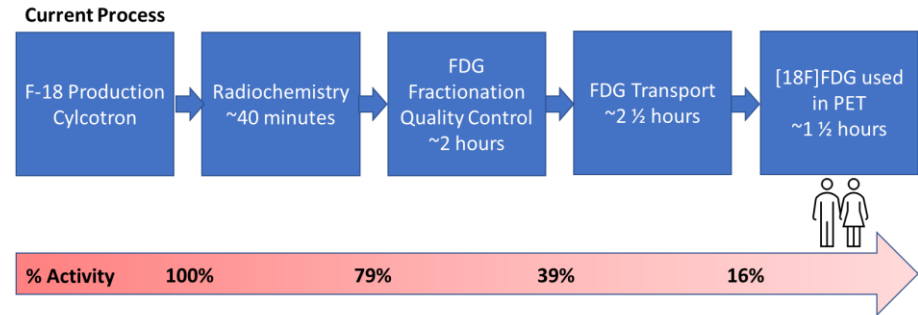 Current Process
F-18 Production
Cylcotron
Radiochemistry
~40 minutes
FDG
Fractionation
Quality Control
~2 hours
FDG Transport
~2 ½ hours
[18F]FDG used
in PET
~1 ½ hours
% Activity 100% 79% 39% 16%